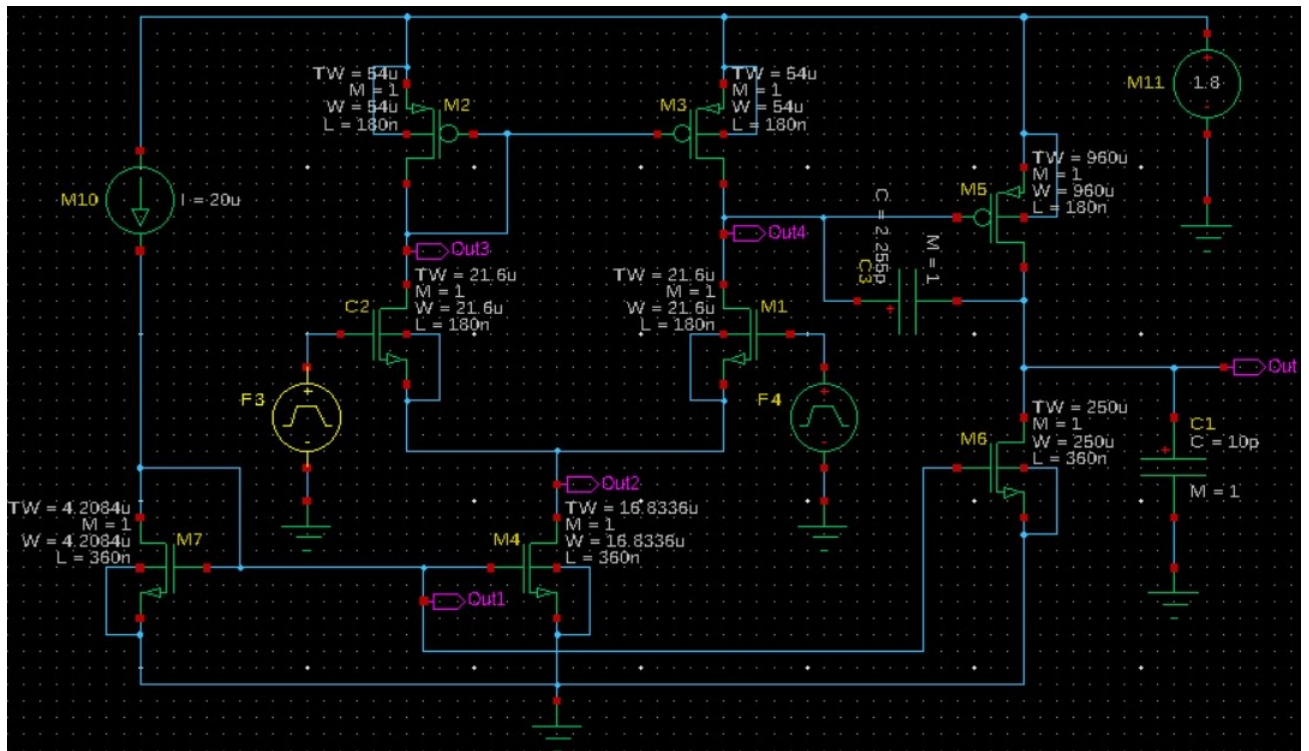 TW = 54u
M = 1
W = 54u
L = 180n
M2
M3
TW = 54u
M = 1
W = 54u
L = 180n
M11
1.8
M10
I = 20u
TW = 960u
M = 1
W = 960u
L = 180n
M5
C = 2.255p
M = 1
C3
Out3
Out4
TW = 21.6u
M = 1
W = 21.6u
L = 180n
C2
TW = 21.6u
M = 1
W = 21.6u
L = 180n
M1
Out
F3
F4
TW = 250u
M = 1
W = 250u
L = 360n
M6
C1
C = 10p
M = 1
Out2
TW = 4.2084u
M = 1
W = 4.2084u
L = 360n
M7
TW = 16.8336u
M = 1
W = 16.8336u
L = 360n
M4
Out1